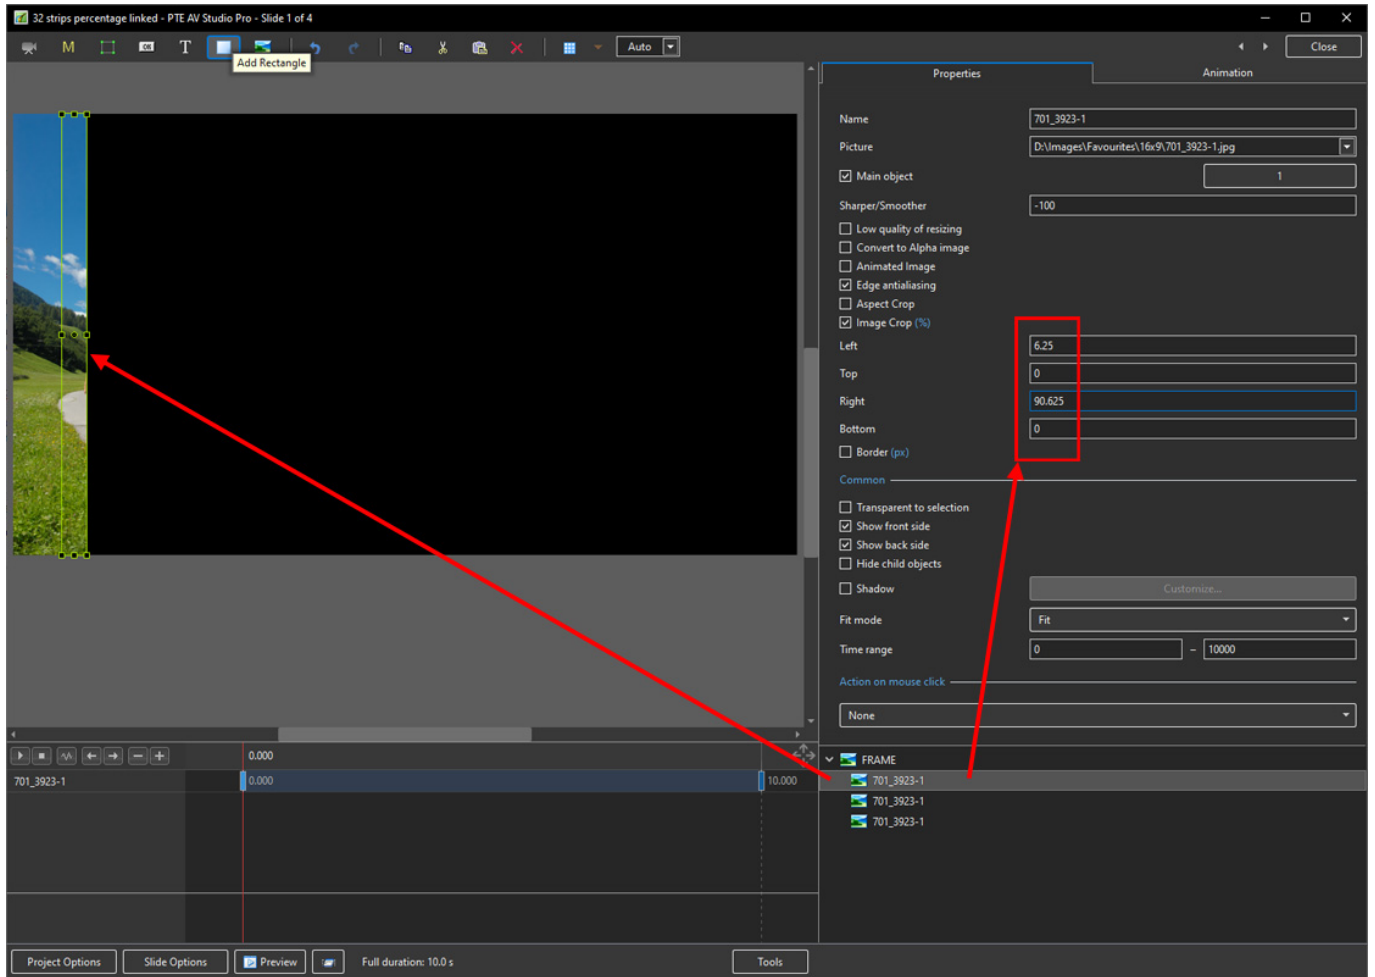 32 strips percentage linked - PTE AV Studio Pro - Slide 1 of 4
M OK T Auto Close
Add Rectangle
Properties Animation
Name 701_3923-1
Picture D:\Images\Favourites\16x9\701_3923-1.jpg
Main object 1
Sharper/Smoother -100
Low quality of resizing
Convert to Alpha image
Animated Image
Edge antialiasing
Aspect Crop
Image Crop (%)
Left 6.25
Top 0
Right 90.625
Bottom 0
Border (px)
Common
Transparent to selection
Show front side
Show back side
Hide child objects
Shadow Customize...
Fit mode Fit
Time range 0 – 10000
Action on mouse click
None
0.000
701_3923-1 0.000 10.000
FRAME
701_3923-1
701_3923-1
701_3923-1
Project Options Slide Options Preview Full duration: 10.0 s Tools